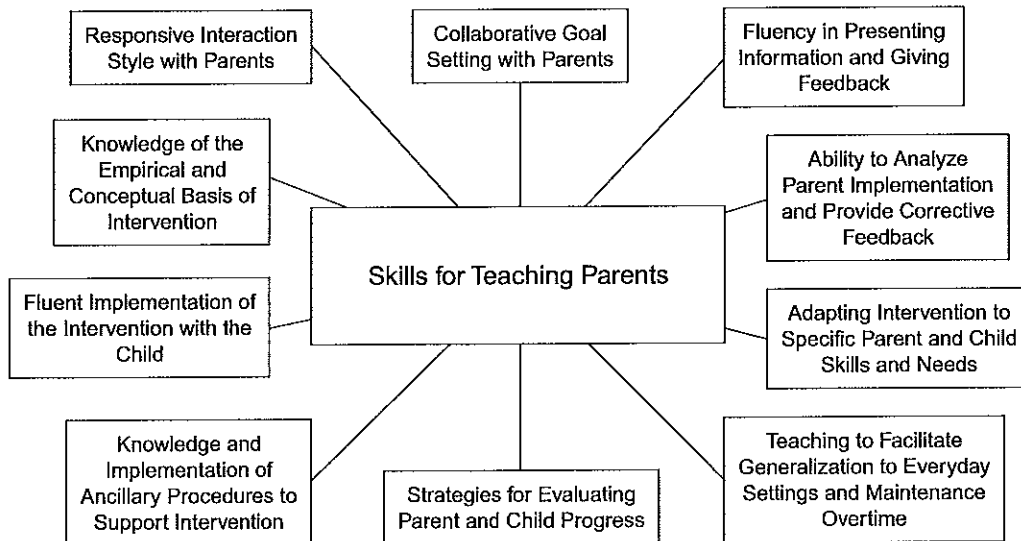 Responsive Interaction
Style with Parents
Collaborative Goal
Setting with Parents
Fluency in Presenting
Information and Giving
Feedback
Knowledge of the
Empirical and
Conceptual Basis of
Intervention
Ability to Analyze
Parent Implementation
and Provide Corrective
Feedback
Skills for Teaching Parents
Fluent Implementation of
the Intervention with the
Child
Adapting Intervention to
Specific Parent and Child
Skills and Needs
Knowledge and
Implementation of
Ancillary Procedures to
Support Intervention
Strategies for Evaluating
Parent and Child Progress
Teaching to Facilitate
Generalization to Everyday
Settings and Maintenance
Overtime